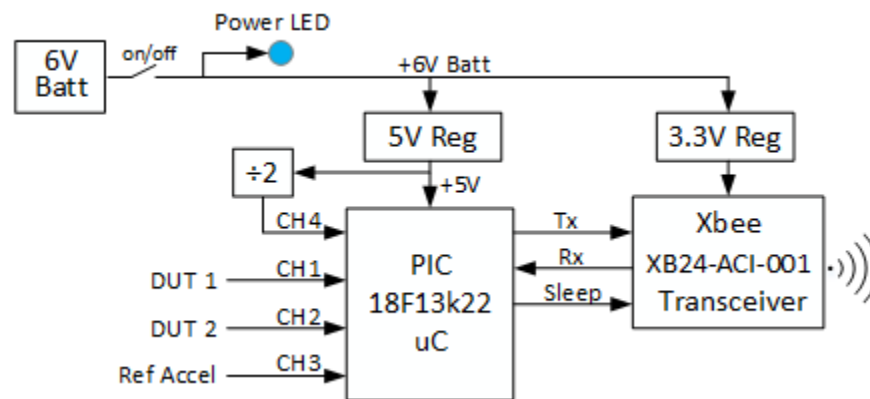 Power LED
6V
Batt
on/off
+6V Batt
5V Reg
3.3V Reg
÷2
+5V
CH4
Tx
Xbee
DUT 1
CH1
PIC
Rx
XB24-ACI-001
18F13k22
Sleep
Transceiver
DUT 2
CH2
uC
Ref Accel
CH3